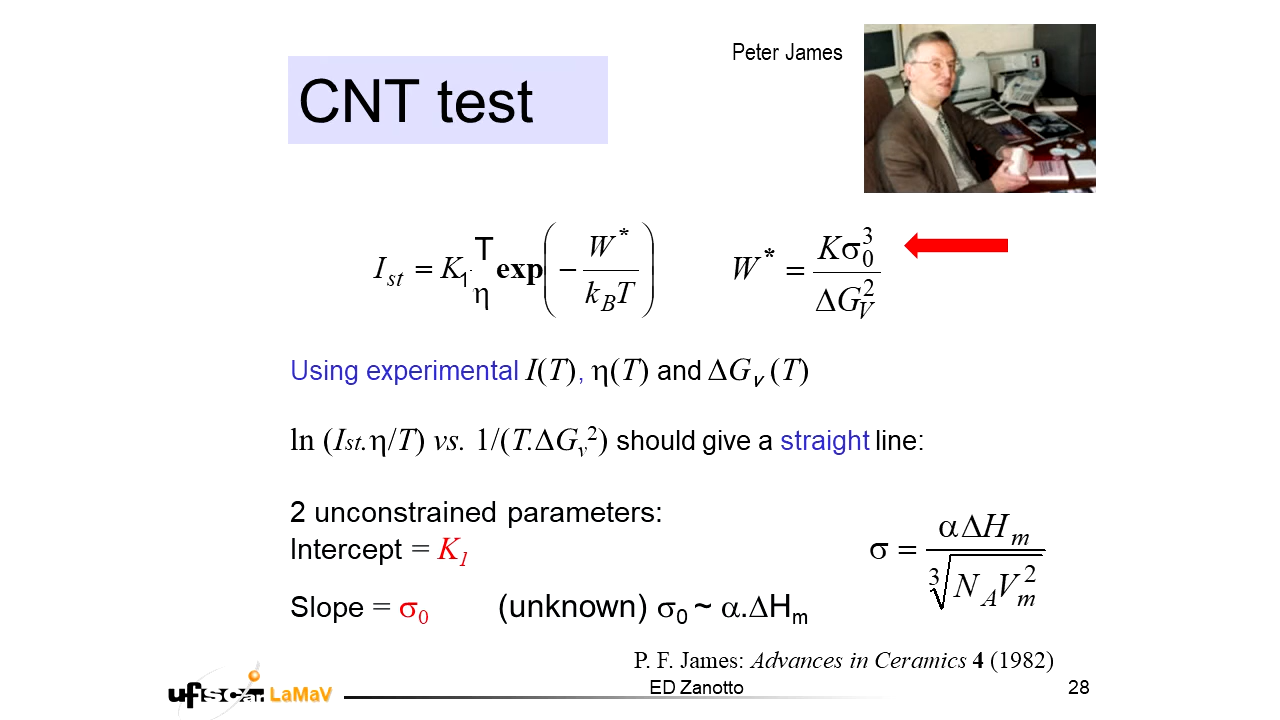 Peter James
CNT test
I_st = K_1 T/η exp(− W*/k_B T)    W* = Kσ_0^3/ΔG_V^2
Using experimental I(T), η(T) and ΔG_v (T)
ln (I_st.η/T) vs. 1/(T.ΔG_v^2) should give a straight line:
2 unconstrained parameters:
Intercept = K_1
σ = αΔH_m / ∛(N_A V_m^2)
Slope = σ_0 (unknown) σ_0 ~ α.ΔH_m
P. F. James: Advances in Ceramics 4 (1982)
ufscar LaMaV
ED Zanotto
28